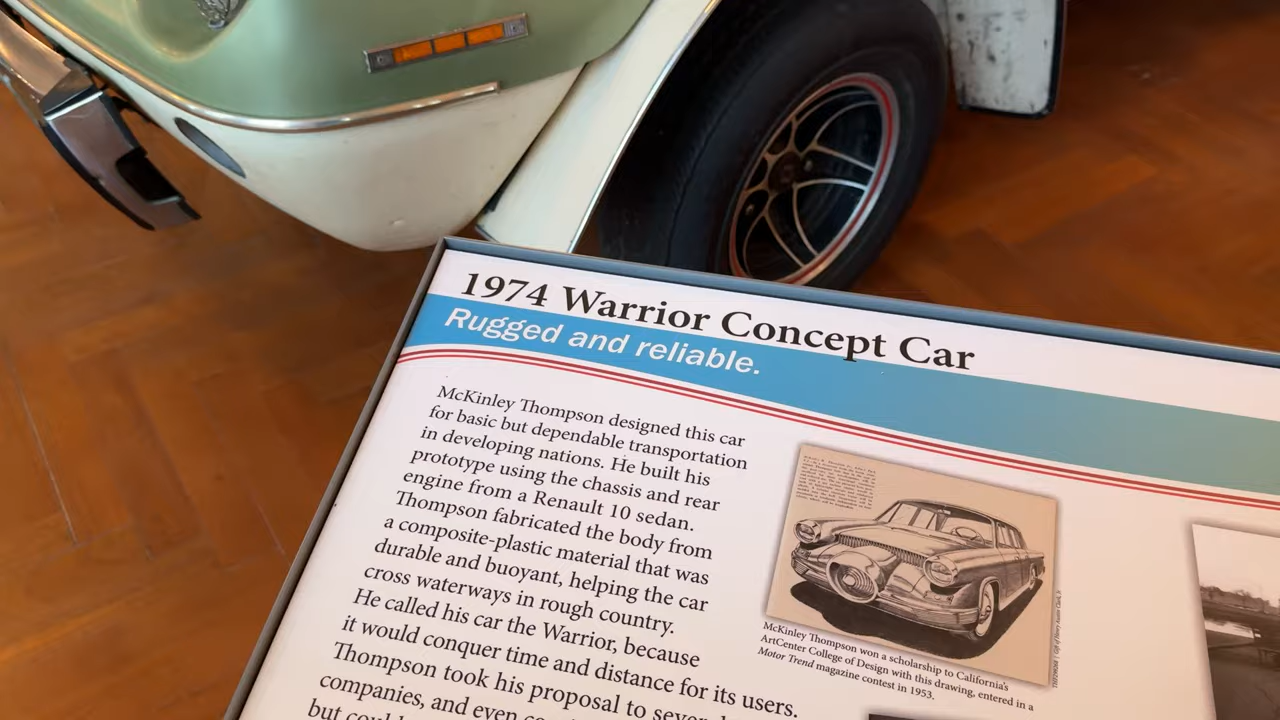 1974 Warrior Concept Car
Rugged and reliable.
McKinley Thompson designed this car
for basic but dependable transportation
in developing nations. He built his
prototype using the chassis and rear
engine from a Renault 10 sedan.
Thompson fabricated the body from
a composite-plastic material that was
durable and buoyant, helping the car
cross waterways in rough country.
He called his car the Warrior, because
it would conquer time and distance for its users.
Thompson took his proposal to
companies, and even
but
McKinley Thompson won a scholarship to California's
ArtCenter College of Design with this drawing, entered in a
Motor Trend magazine contest in 1953.